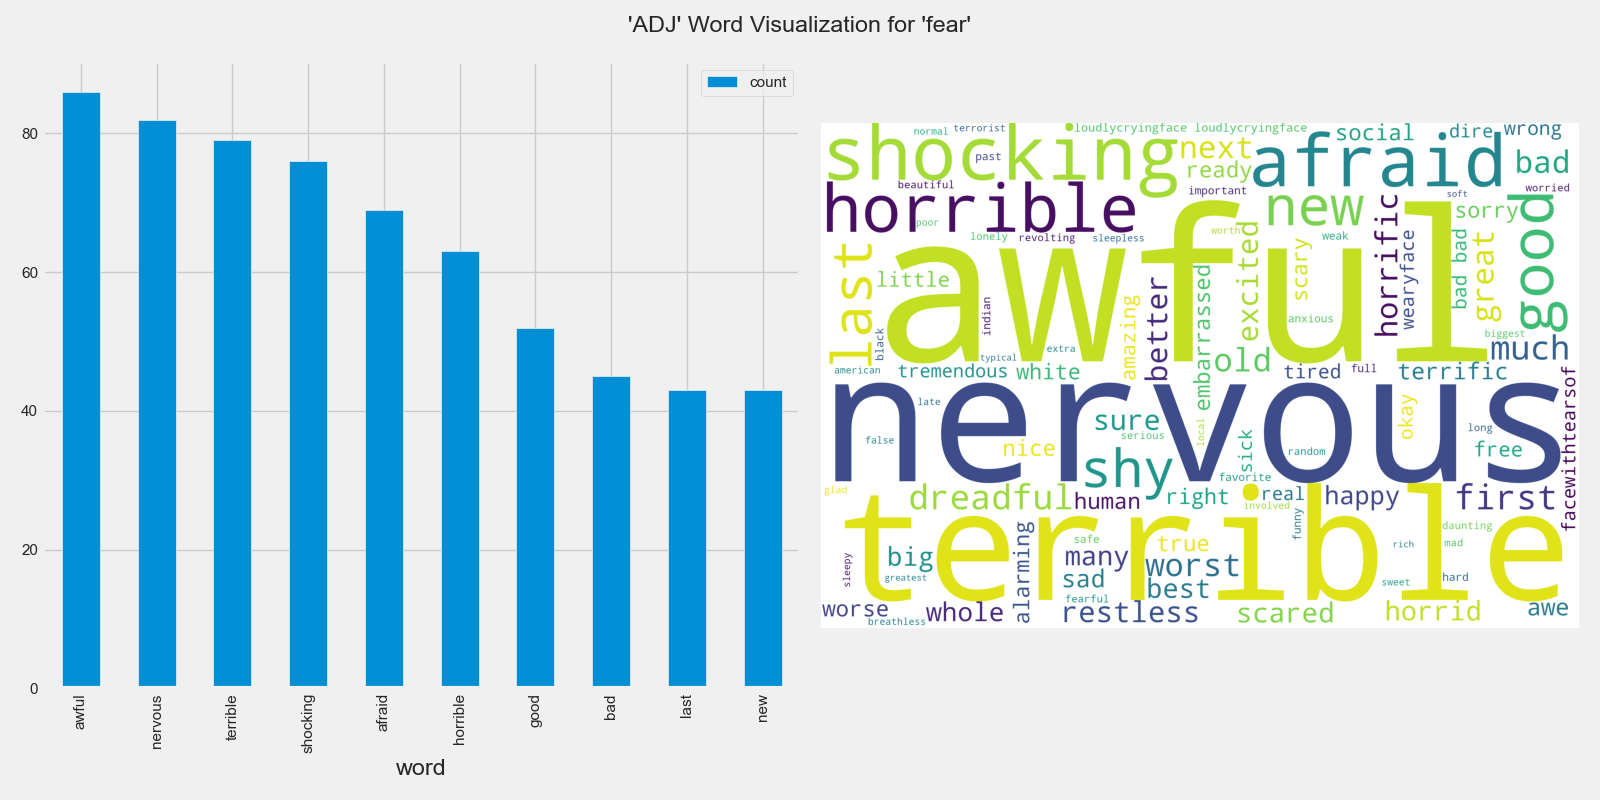 'ADJ' Word Visualization for 'fear'
count
80
60
40
20
0
awful
nervous
terrible
shocking
afraid
horrible
good
bad
last
new
word
shocking
normal
terrorist
loudlycryingface loudlycryingface
social
dire
wrong
past
next
ready
afraid
bad
beautiful
important
soft
worried
horrible
poor
new
horrific
sorry
good
lonely
revolting
sleepless
worth
weak
last
little
awful
excited
scary
wearyface
bad bad
great
indian
better
amazing
embarrassed
anxious
biggest
black
typical
extra
old
much
american
tremendous
white
tired
full
terrific
nervous
late
false
sure
serious
local
okay
long
nice
sick
random
free
facewithtearsof
shy
favorite
glad
dreadful
human
right
real
involved
happy
first
terrible
funny
daunting
safe
true
rich
mad
big
alarming
many
worst
sleepy
greatest
sad
best
sweet
hard
fearful
worse
whole
restless
scared
horrid
awe
breathless